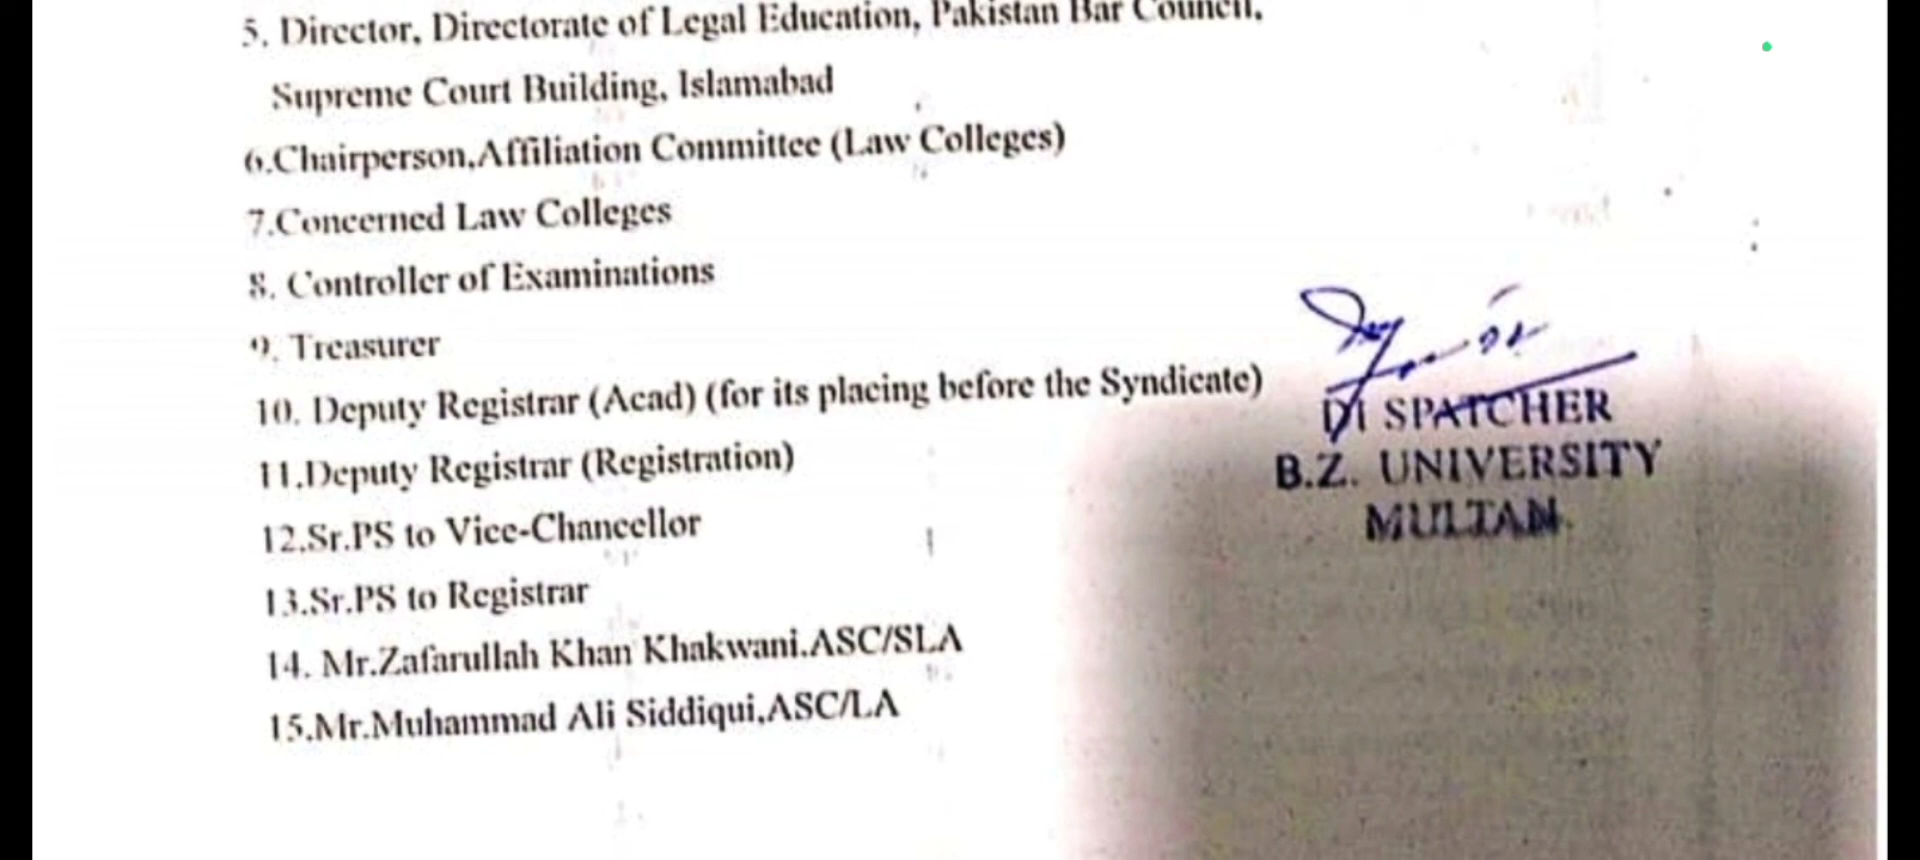 5. Director, Directorate of Legal Education, Pakistan Bar Council,
Supreme Court Building, Islamabad
6.Chairperson,Affiliation Committee (Law Colleges)
7.Concerned Law Colleges
8. Controller of Examinations
9. Treasurer
10. Deputy Registrar (Acad) (for its placing before the Syndicate)
11.Deputy Registrar (Registration)
12.Sr.PS to Vice-Chancellor
13.Sr.PS to Registrar
14. Mr.Zafarullah Khan Khakwani.ASC/SLA
15.Mr.Muhammad Ali Siddiqui,ASC/LA
DISPATCHER
B.Z. UNIVERSITY
MULTAN.